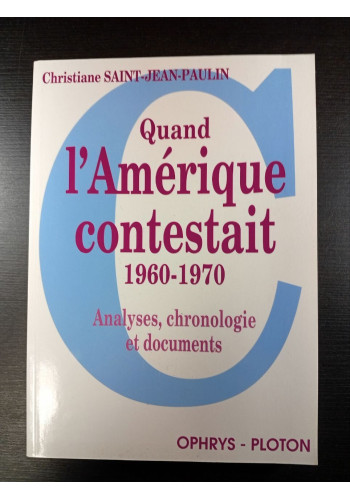 Christiane SAINT-JEAN-PAULIN
C
Quand
l'Amérique
contestait
1960-1970
Analyses, chronologie
et documents
OPHRYS - PLOTON